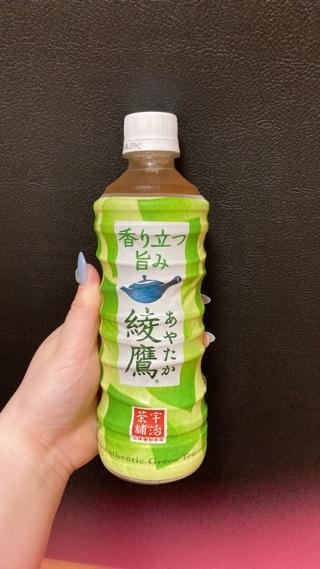 香り立つ
旨み
綾鷹
あやたか
宇治
茶舗
Authentic Green Tea